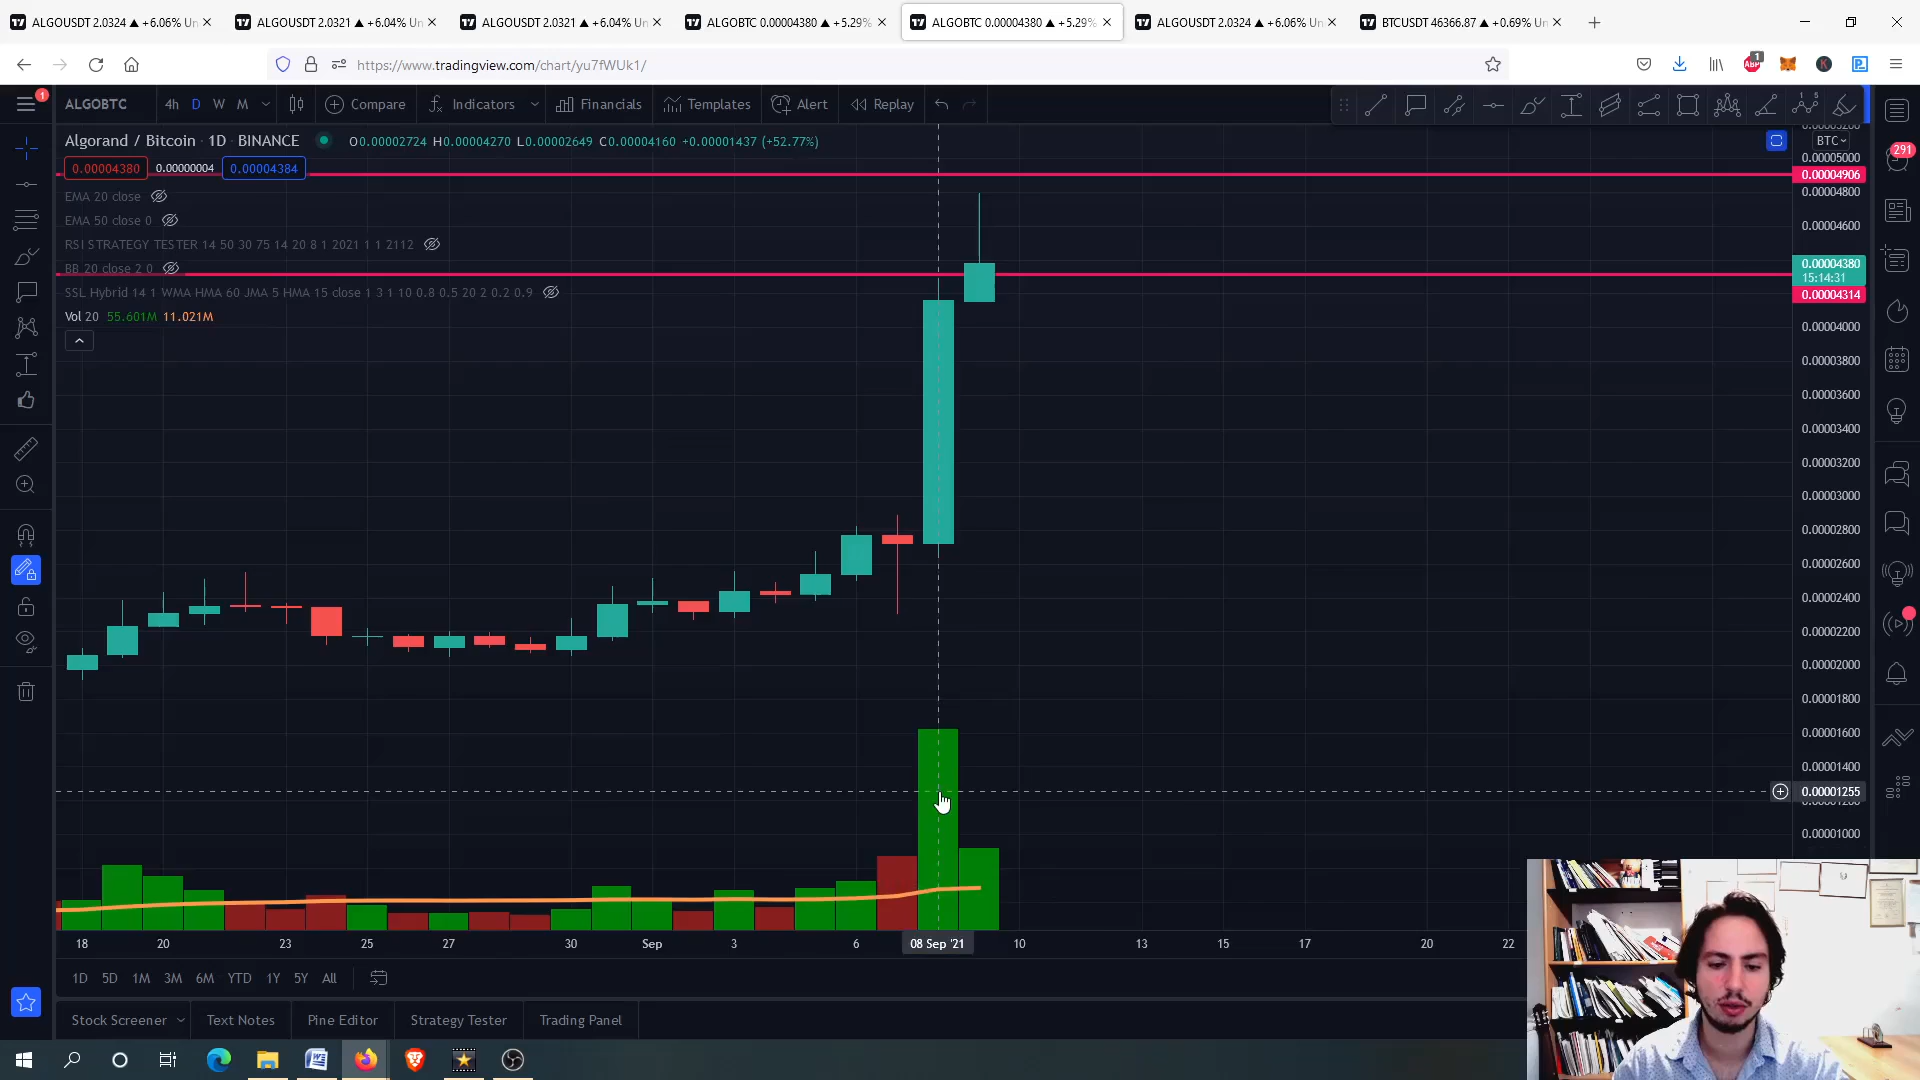 ALGOUSDT 2.0324 ▲ +6.06% Un
ALGOUSDT 2.0321 ▲ +6.04% Un
ALGOUSDT 2.0321 ▲ +6.04% Un
ALGOBTC 0.00004380 ▲ +5.29%
ALGOBTC 0.00004380 ▲ +5.29%
ALGOUSDT 2.0324 ▲ +6.06% Un
BTCUSDT 46366.87 ▲ +0.69% Un
https://www.tradingview.com/chart/yu7fWUk1/
1
ABP
K
1
ALGOBTC
4h
D
W
M
Compare
Indicators
Financials
Templates
Alert
Replay
Algorand / Bitcoin · 1D · BINANCE
O0.00002724 H0.00004270 L0.00002649 C0.00004160 +0.00001437 (+52.77%)
BTC
0.00004380
0.00000004
0.00004384
EMA 20 close
EMA 50 close 0
RSI STRATEGY TESTER 14 50 30 75 14 20 8 1 2021 1 1 2112
BB 20 close 2 0
SSL Hybrid 14 1 WMA HMA 60 JMA 5 HMA 15 close 1 3 1 10 0.8 0.5 20 2 0.2 0.9
Vol 20 55.601M 11.021M
0.00005000
0.00004906
0.00004800
0.00004600
0.00004380
15:14:31
0.00004314
0.00004000
0.00003800
0.00003600
0.00003400
0.00003200
0.00003000
0.00002800
0.00002600
0.00002400
0.00002200
0.00002000
0.00001800
0.00001600
0.00001400
0.00001255
0.00001000
291
18
20
23
25
27
30
Sep
3
6
08 Sep '21
10
13
15
17
20
22
1D
5D
1M
3M
6M
YTD
1Y
5Y
All
Stock Screener
Text Notes
Pine Editor
Strategy Tester
Trading Panel